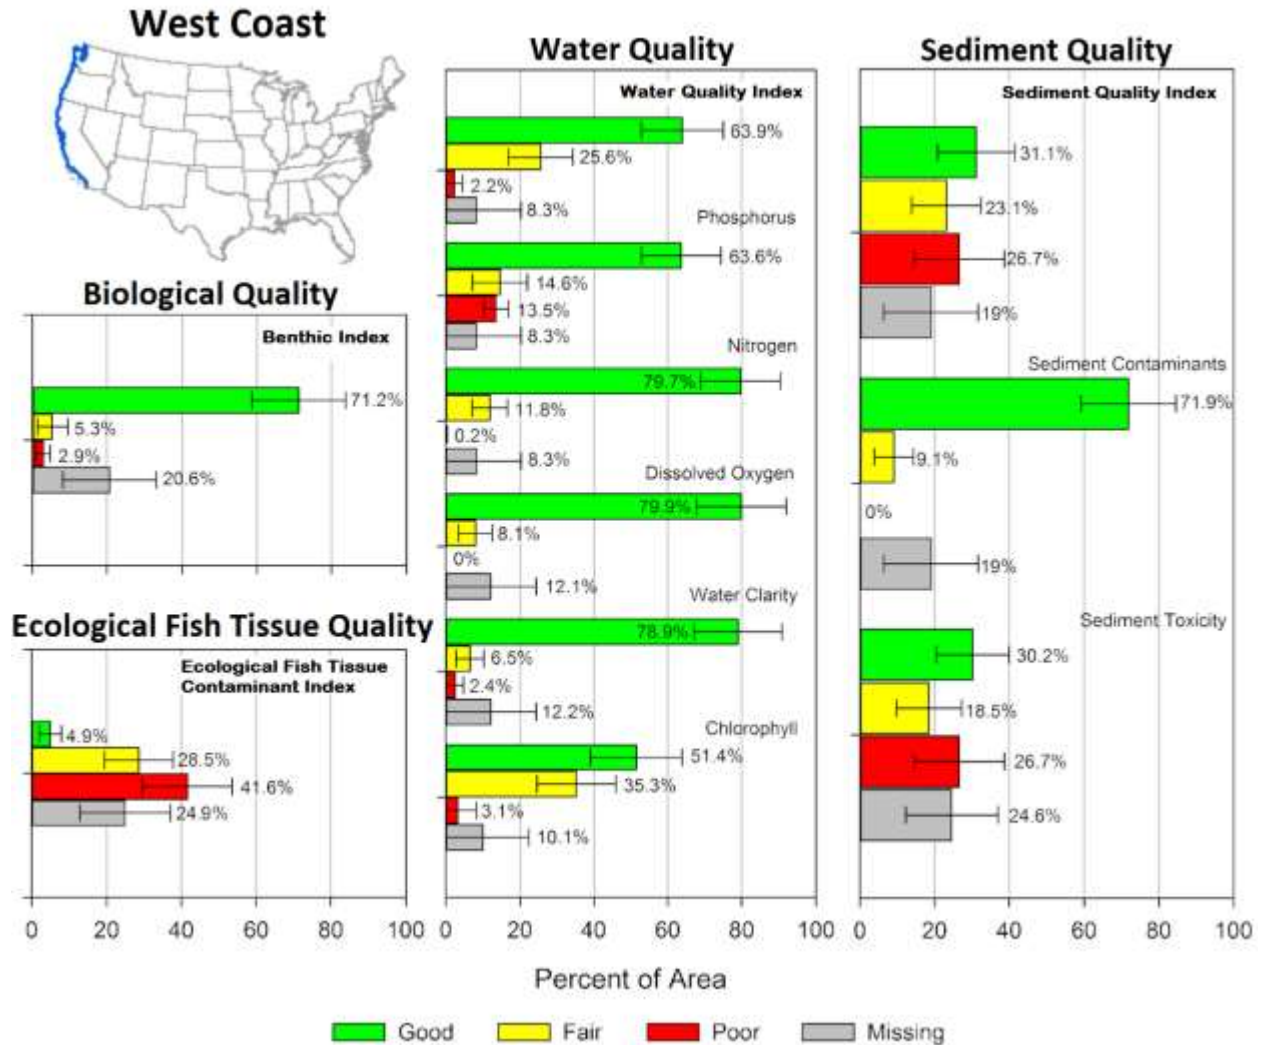 West Coast
Biological Quality
Benthic Index
71.2%
5.3%
2.9%
20.6%
Ecological Fish Tissue Quality
Ecological Fish Tissue
Contaminant Index
4.9%
28.5%
41.6%
24.9%
0 20 40 60 80 100
Water Quality
Water Quality Index
63.9%
25.6%
2.2%
8.3%
Phosphorus
63.6%
14.6%
13.5%
8.3%
Nitrogen
79.7%
11.8%
0.2%
8.3%
Dissolved Oxygen
79.9%
8.1%
0%
12.1%
Water Clarity
78.9%
6.5%
2.4%
12.2%
Chlorophyll
51.4%
35.3%
3.1%
10.1%
0 20 40 60 80 100
Sediment Quality
Sediment Quality Index
31.1%
23.1%
26.7%
19%
Sediment Contaminants
71.9%
9.1%
0%
19%
Sediment Toxicity
30.2%
18.5%
26.7%
24.6%
0 20 40 60 80 100
Percent of Area
Good Fair Poor Missing